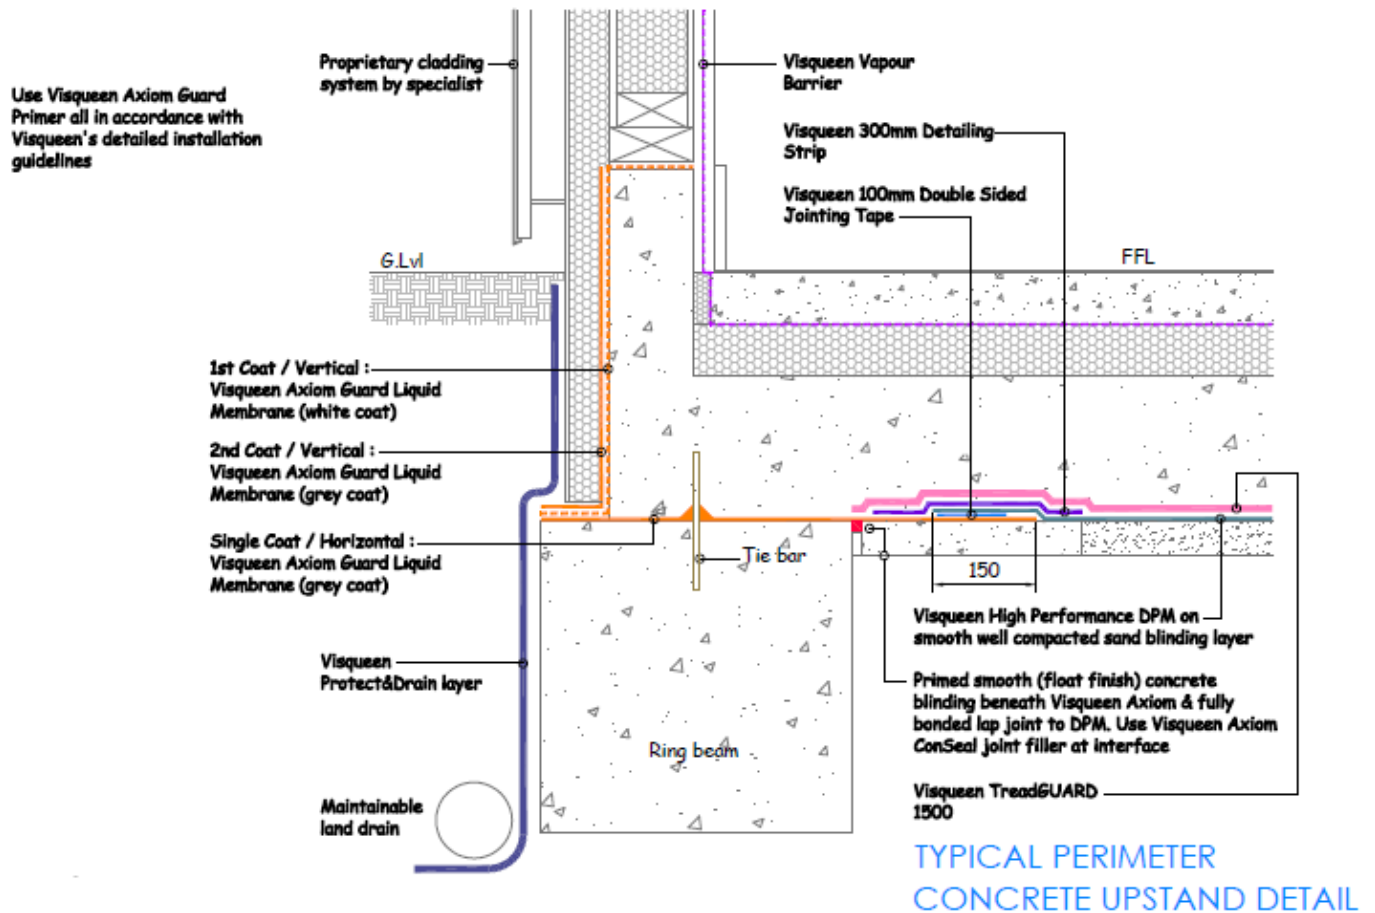 Use Visqueen Axiom Guard
Primer all in accordance with
Visqueen's detailed installation
guidelines
Proprietary cladding
system by specialist
Visqueen Vapour
Barrier
Visqueen 300mm Detailing
Strip
Visqueen 100mm Double Sided
Jointing Tape
G.Lvl
FFL
1st Coat / Vertical :
Visqueen Axiom Guard Liquid
Membrane (white coat)
2nd Coat / Vertical :
Visqueen Axiom Guard Liquid
Membrane (grey coat)
Single Coat / Horizontal :
Visqueen Axiom Guard Liquid
Membrane (grey coat)
Tie bar
150
Visqueen High Performance DPM on
smooth well compacted sand blinding layer
Visqueen
Protect&Drain layer
Primed smooth (float finish) concrete
blinding beneath Visqueen Axiom & fully
bonded lap joint to DPM. Use Visqueen Axiom
ConSeal joint filler at interface
Ring beam
Visqueen TreadGUARD
1500
Maintainable
land drain
TYPICAL PERIMETER
CONCRETE UPSTAND DETAIL